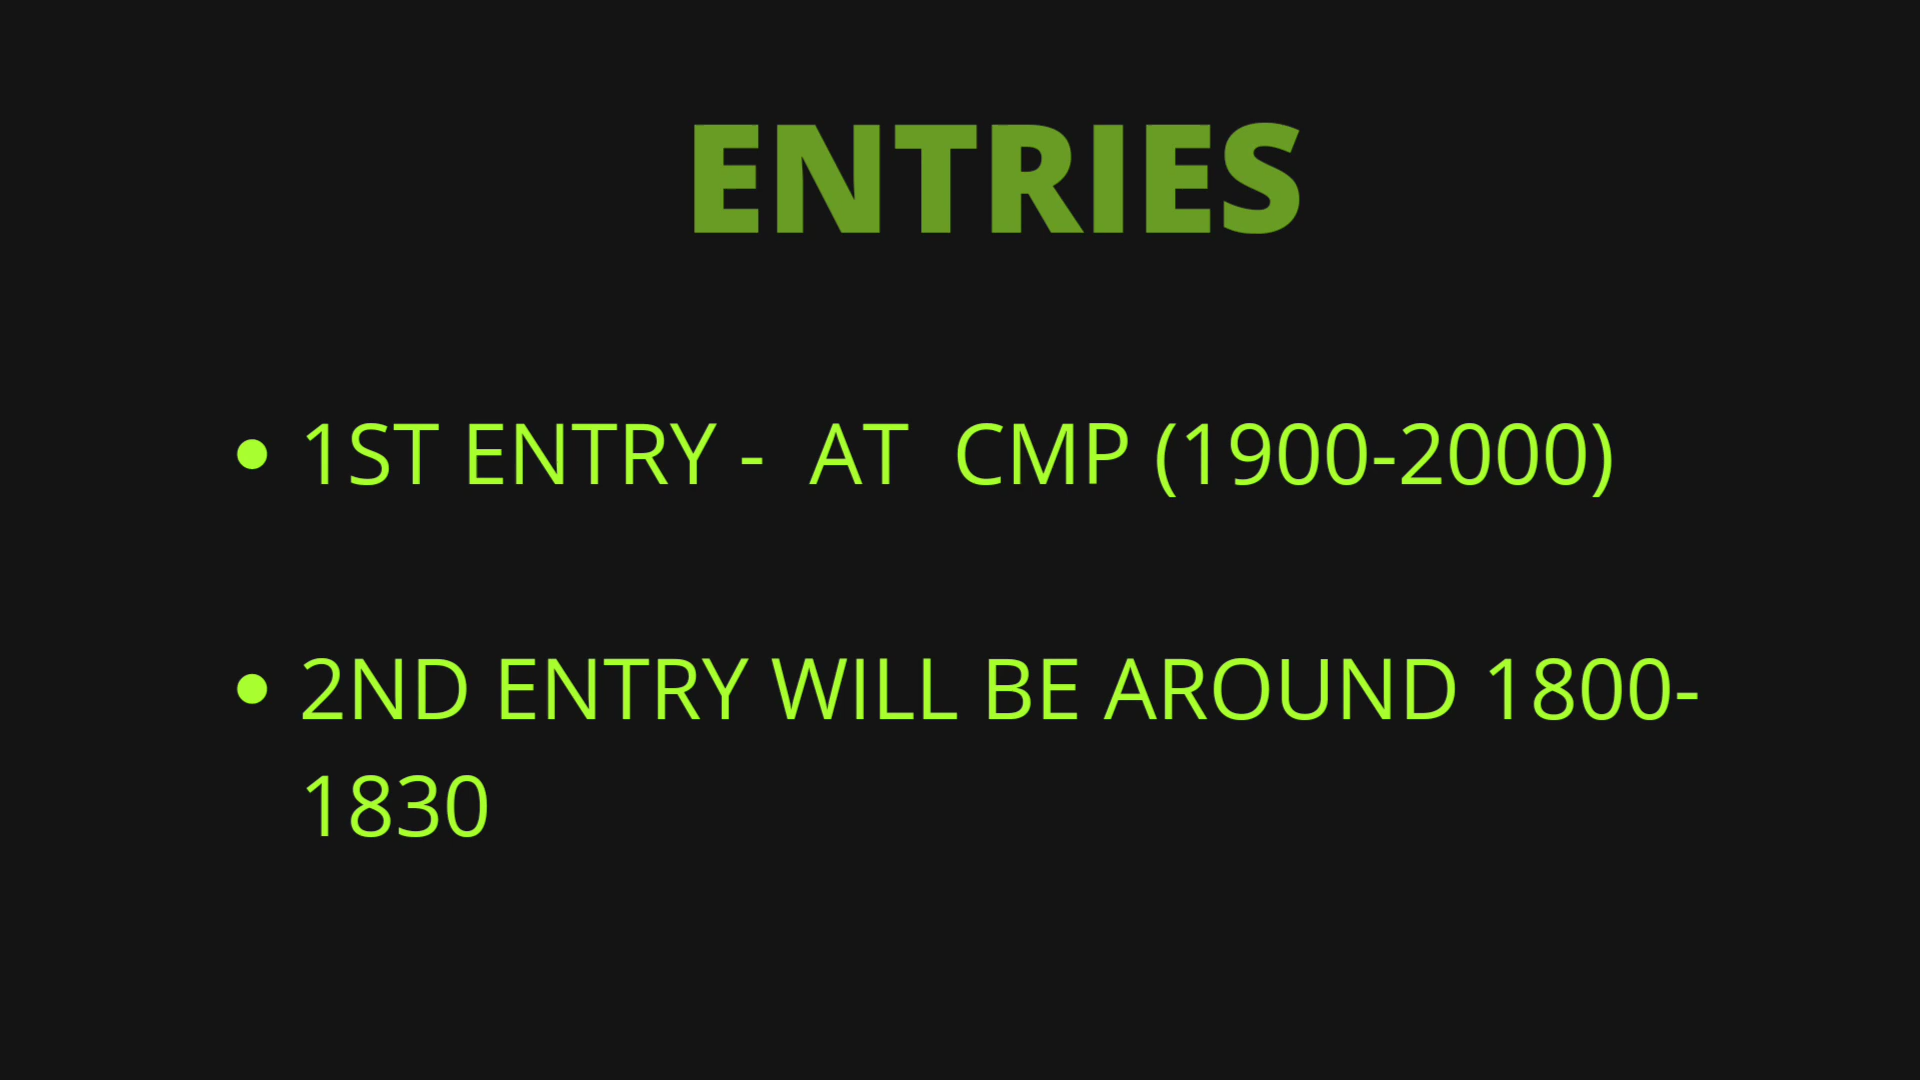 ENTRIES
• 1ST ENTRY - AT CMP (1900-2000)
• 2ND ENTRY WILL BE AROUND 1800-
1830